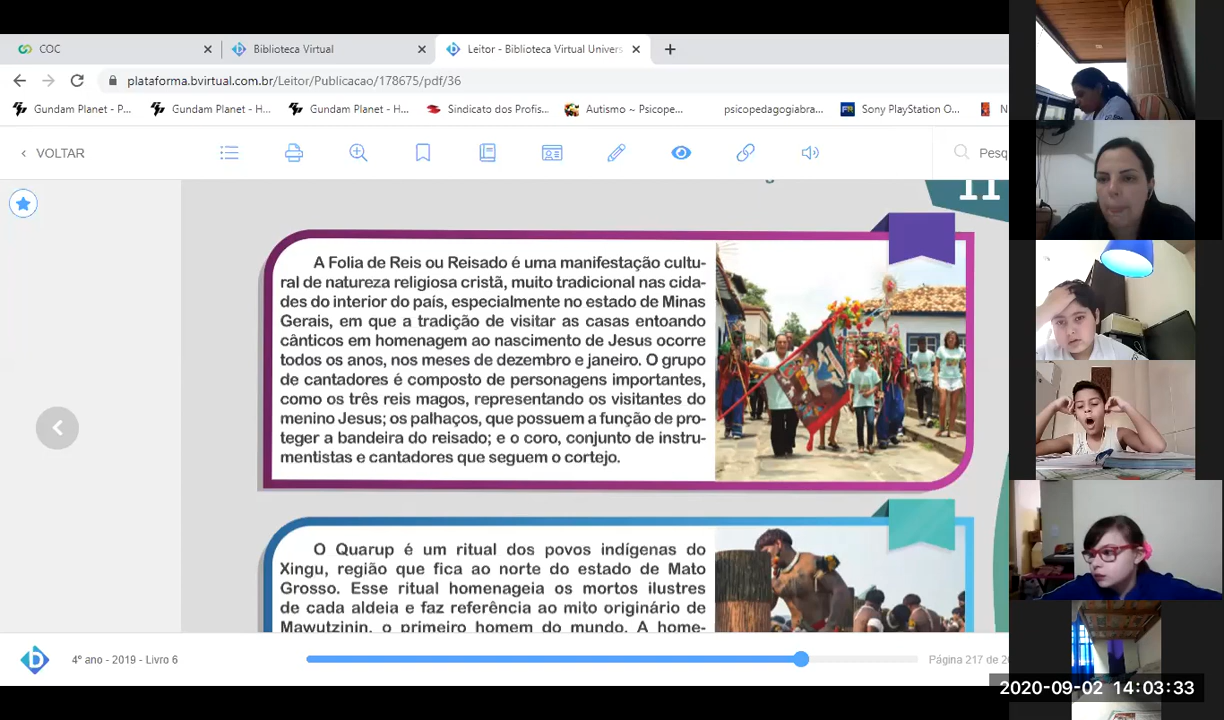 COC
Biblioteca Virtual
Leitor - Biblioteca Virtual Univers
plataforma.bvirtual.com.br/Leitor/Publicacao/178675/pdf/36
Gundam Planet - P...
Gundam Planet - H...
Gundam Planet - H...
Sindicato dos Profis...
Autismo ~ Psicope...
psicopedagogiabra...
Sony PlayStation O...
N
VOLTAR
Pesq
11
A Folia de Reis ou Reisado é uma manifestação cultu-
ral de natureza religiosa cristã, muito tradicional nas cida-
des do interior do país, especialmente no estado de Minas
Gerais, em que a tradição de visitar as casas entoando
cânticos em homenagem ao nascimento de Jesus ocorre
todos os anos, nos meses de dezembro e janeiro. O grupo
de cantadores é composto de personagens importantes,
como os três reis magos, representando os visitantes do
menino Jesus; os palhaços, que possuem a função de pro-
teger a bandeira do reisado; e o coro, conjunto de instru-
mentistas e cantadores que seguem o cortejo.
O Quarup é um ritual dos povos indígenas do
Xingu, região que fica ao norte do estado de Mato
Grosso. Esse ritual homenageia os mortos ilustres
de cada aldeia e faz referência ao mito originário de
Mawutzinin, o primeiro homem do mundo. A home-
4º ano - 2019 - Livro 6
Página 217 de 2
2020-09-02 14:03:33